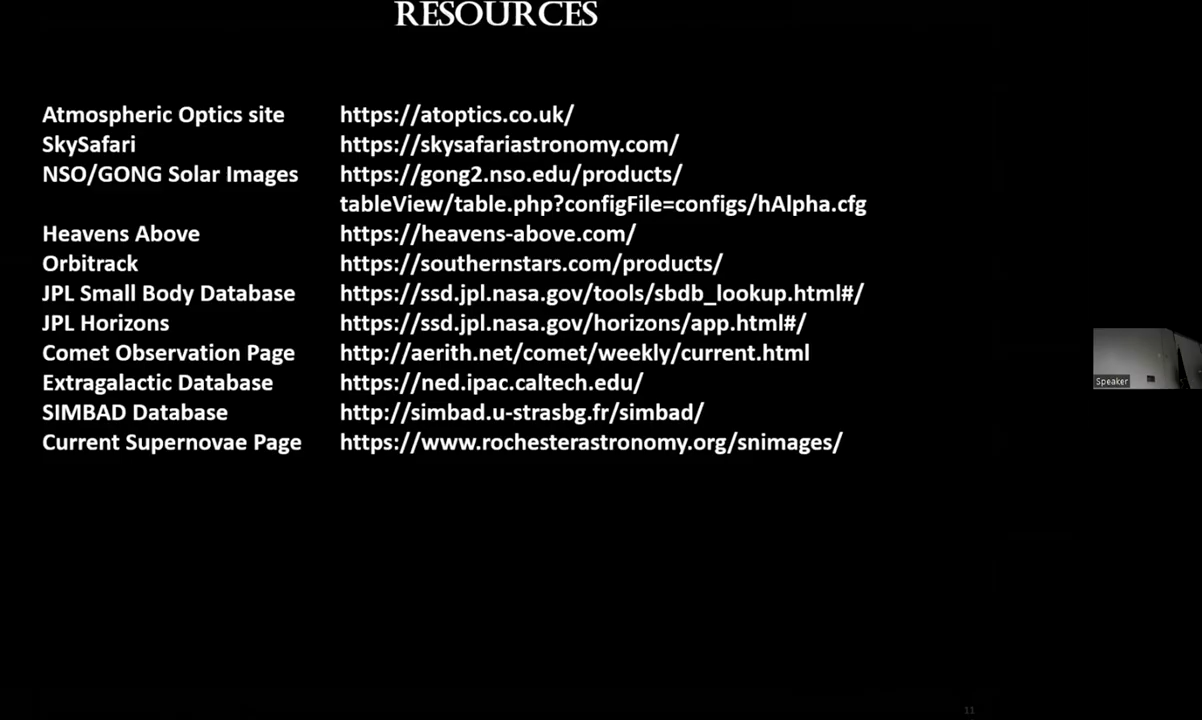 RESOURCES
Atmospheric Optics site https://atoptics.co.uk/
SkySafari https://skysafariastronomy.com/
NSO/GONG Solar Images https://gong2.nso.edu/products/
tableView/table.php?configFile=configs/hAlpha.cfg
Heavens Above https://heavens-above.com/
Orbitrack https://southernstars.com/products/
JPL Small Body Database https://ssd.jpl.nasa.gov/tools/sbdb_lookup.html#/
JPL Horizons https://ssd.jpl.nasa.gov/horizons/app.html#/
Comet Observation Page http://aerith.net/comet/weekly/current.html
Extragalactic Database https://ned.ipac.caltech.edu/
SIMBAD Database http://simbad.u-strasbg.fr/simbad/
Current Supernovae Page https://www.rochesterastronomy.org/snimages/
Speaker
11